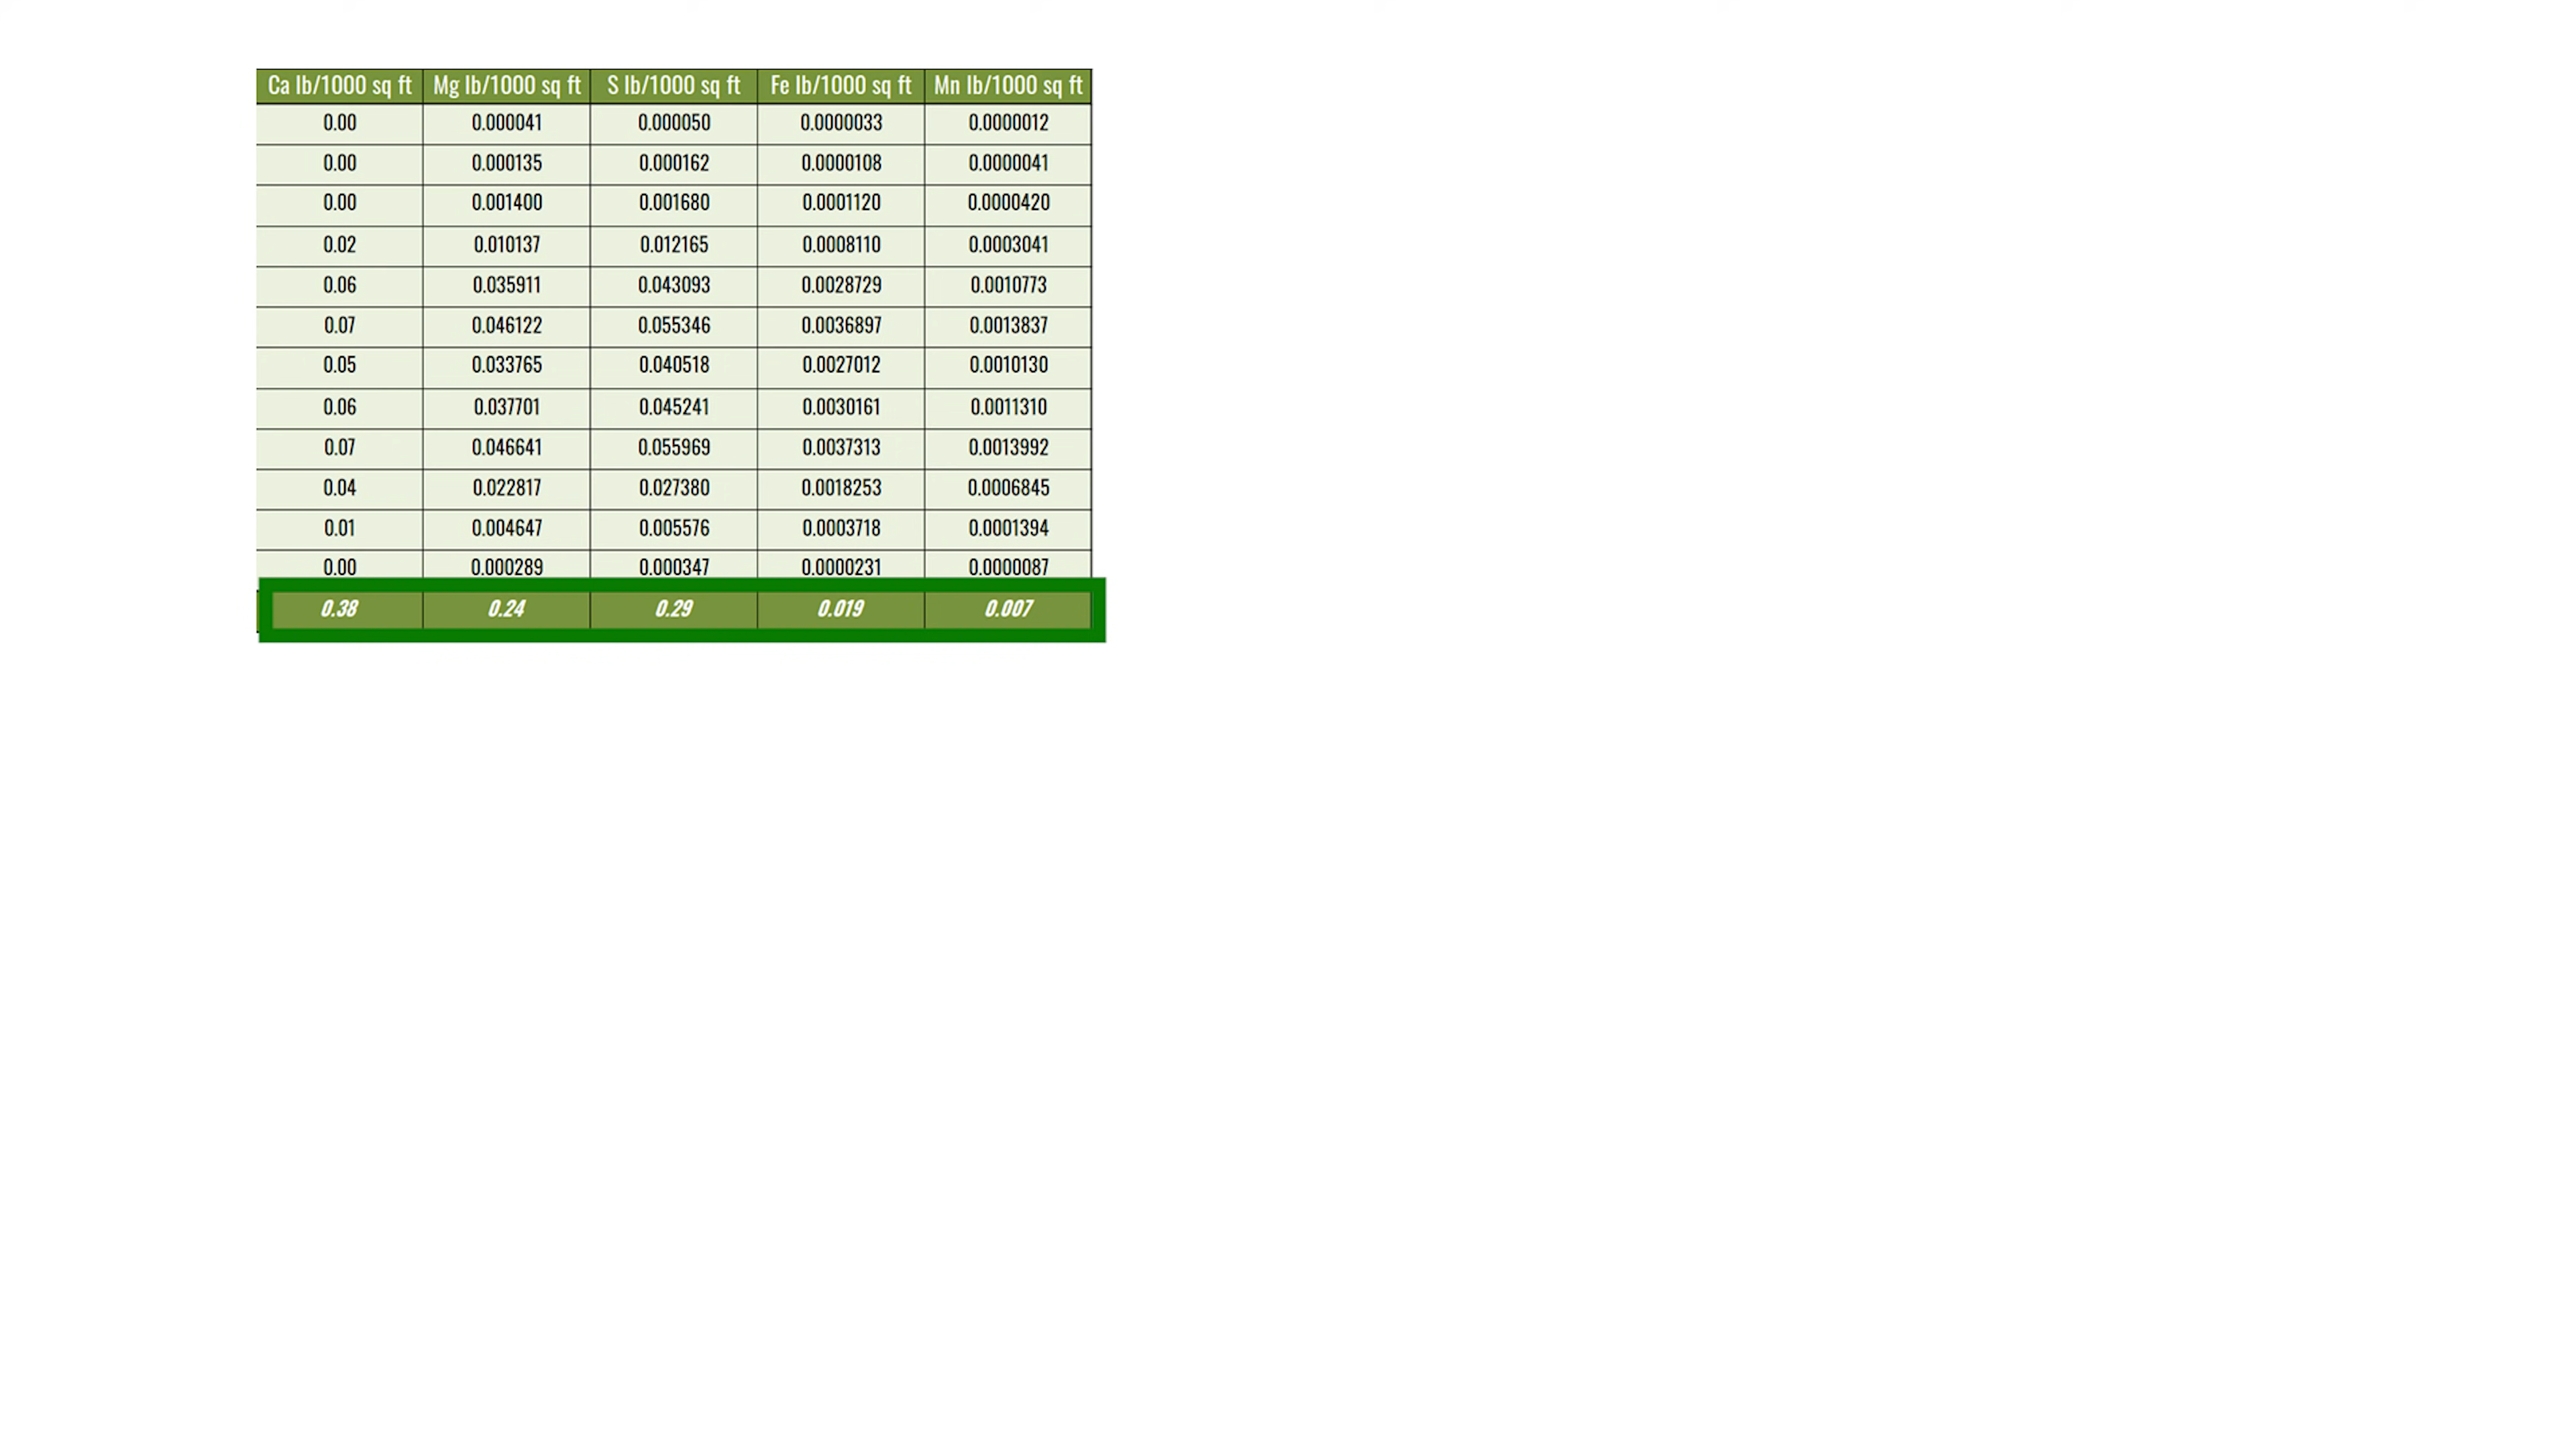 Ca lb/1000 sq ft Mg lb/1000 sq ft S lb/1000 sq ft Fe lb/1000 sq ft Mn lb/1000 sq ft
0.00 0.000041 0.000050 0.0000033 0.0000012
0.00 0.000135 0.000162 0.0000108 0.0000041
0.00 0.001400 0.001680 0.0001120 0.0000420
0.02 0.010137 0.012165 0.0008110 0.0003041
0.06 0.035911 0.043093 0.0028729 0.0010773
0.07 0.046122 0.055346 0.0036897 0.0013837
0.05 0.033765 0.040518 0.0027012 0.0010130
0.06 0.037701 0.045241 0.0030161 0.0011310
0.07 0.046641 0.055969 0.0037313 0.0013992
0.04 0.022817 0.027380 0.0018253 0.0006845
0.01 0.004647 0.005576 0.0003718 0.0001394
0.00 0.000289 0.000347 0.0000231 0.0000087
0.38 0.24 0.29 0.019 0.007